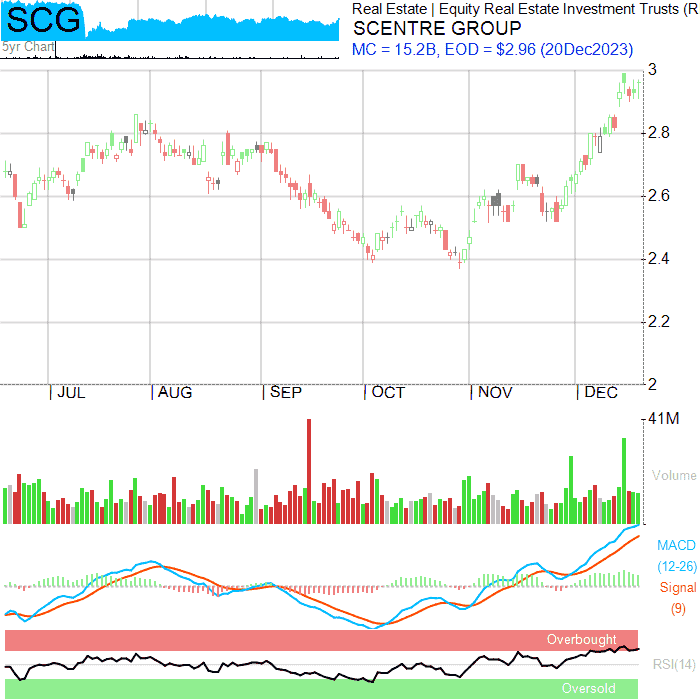 SCG
5yr Chart
Real Estate | Equity Real Estate Investment Trusts (R
SCENTRE GROUP
MC = 15.2B, EOD = $2.96 (20Dec2023)
3
2.8
2.6
2.4
2.2
2
JUL AUG SEP OCT NOV DEC
41M
Volume
MACD
(12-26)
Signal
(9)
Overbought
RSI(14)
Oversold